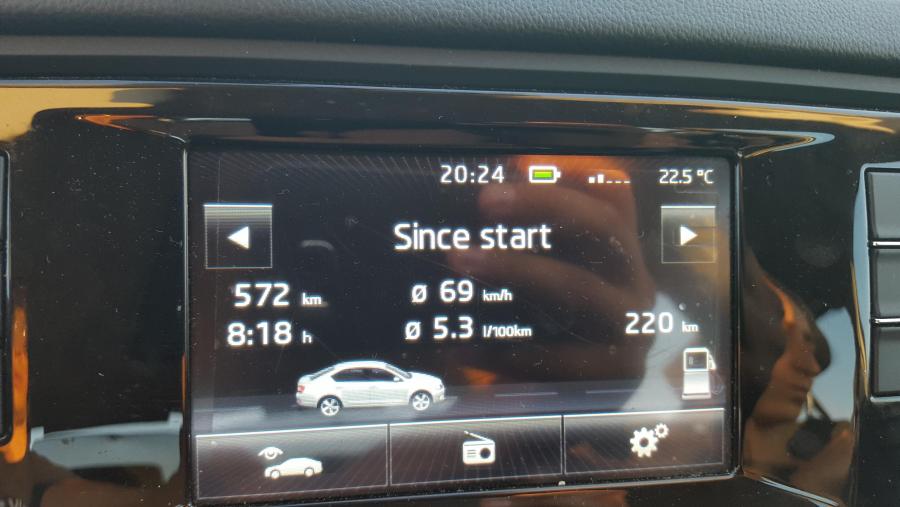 20:24 22.5 °C
Since start
572 km Ø 69 km/h
8:18 h Ø 5.3 l/100km 220 km